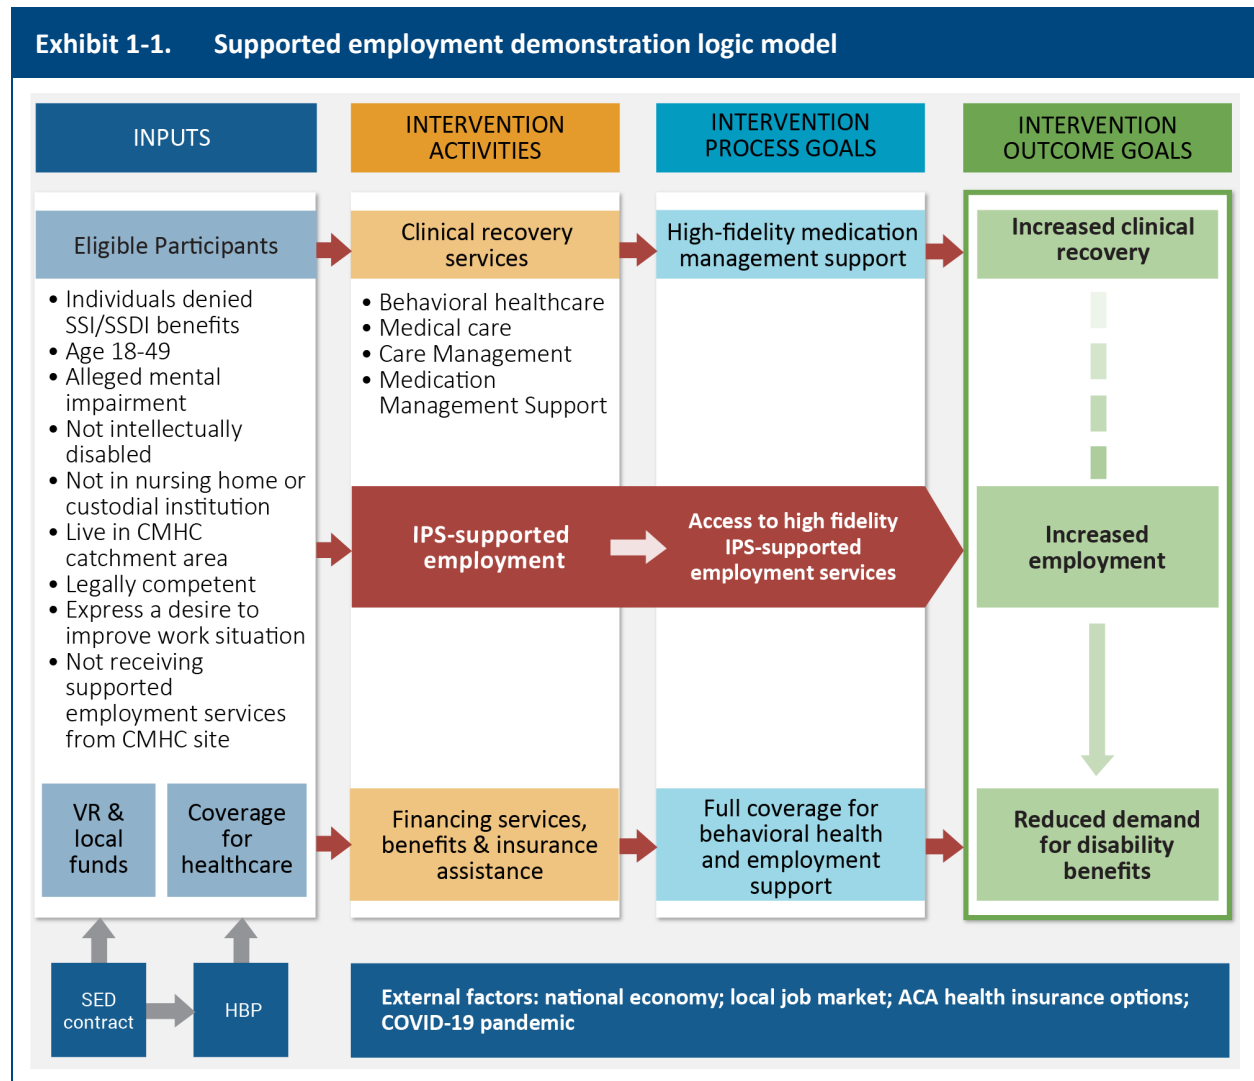 Exhibit 1-1. Supported employment demonstration logic model
INPUTS
INTERVENTION
ACTIVITIES
INTERVENTION
PROCESS GOALS
INTERVENTION
OUTCOME GOALS
Eligible Participants
• Individuals denied
SSI/SSDI benefits
• Age 18-49
• Alleged mental
impairment
• Not intellectually
disabled
• Not in nursing home or
custodial institution
• Live in CMHC
catchment area
• Legally competent
• Express a desire to
improve work situation
• Not receiving
supported
employment services
from CMHC site
VR &
local
funds
Coverage
for
healthcare
SED
contract
HBP
Clinical recovery
services
• Behavioral healthcare
• Medical care
• Care Management
• Medication
Management Support
IPS-supported
employment
Financing services,
benefits & insurance
assistance
High-fidelity medication
management support
Access to high fidelity
IPS-supported
employment services
Full coverage for
behavioral health
and employment
support
Increased clinical
recovery
Increased
employment
Reduced demand
for disability
benefits
External factors: national economy; local job market; ACA health insurance options;
COVID-19 pandemic